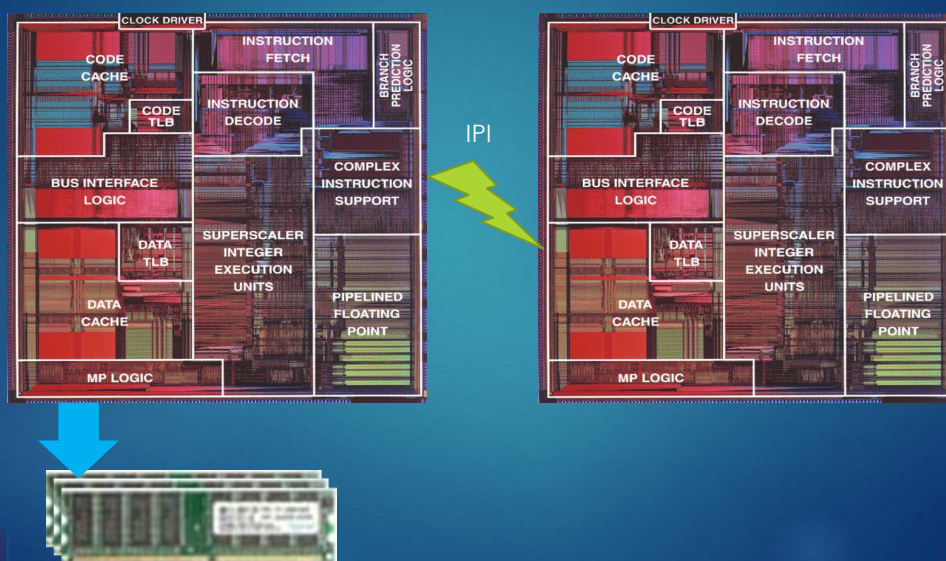 CLOCK DRIVER
CODE
CACHE
INSTRUCTION
FETCH
BRANCH
PREDICTION
LOGIC
CODE
TLB
INSTRUCTION
DECODE
BUS INTERFACE
LOGIC
COMPLEX
INSTRUCTION
SUPPORT
DATA
TLB
SUPERSCALER
INTEGER
EXECUTION
UNITS
DATA
CACHE
PIPELINED
FLOATING
POINT
MP LOGIC
IPI
CLOCK DRIVER
CODE
CACHE
INSTRUCTION
FETCH
BRANCH
PREDICTION
LOGIC
CODE
TLB
INSTRUCTION
DECODE
BUS INTERFACE
LOGIC
COMPLEX
INSTRUCTION
SUPPORT
DATA
TLB
SUPERSCALER
INTEGER
EXECUTION
UNITS
DATA
CACHE
PIPELINED
FLOATING
POINT
MP LOGIC